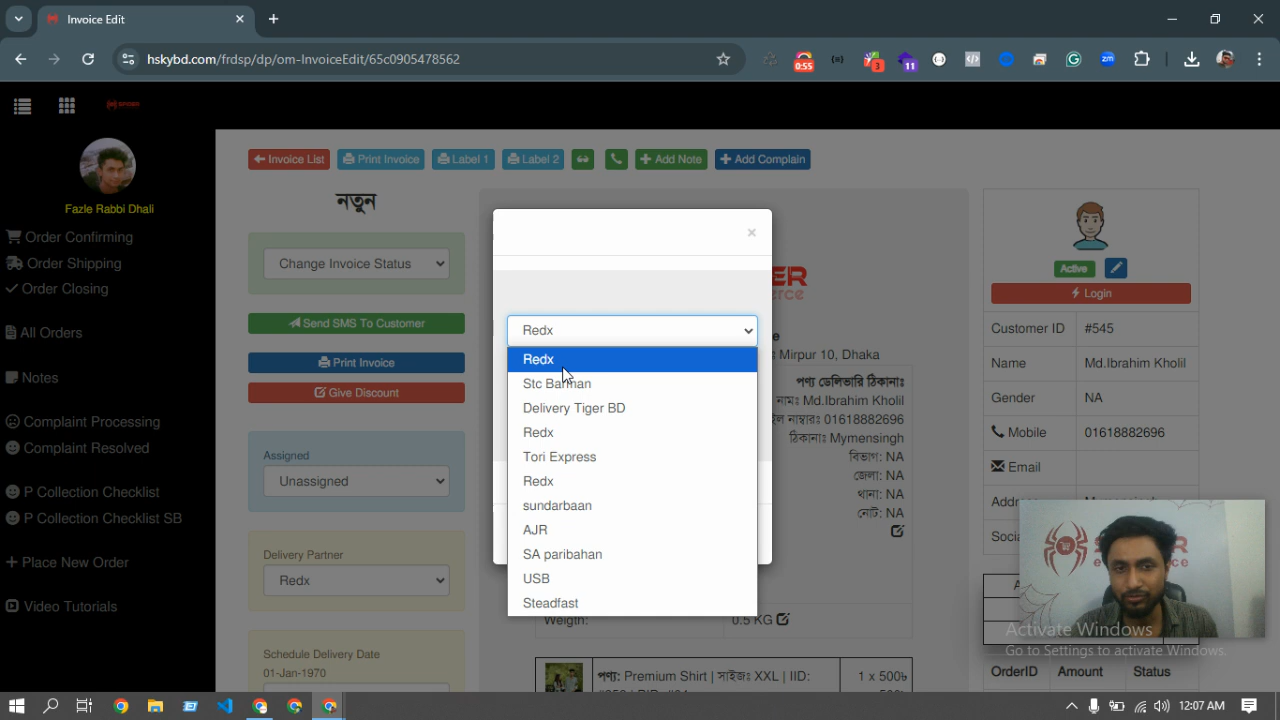 Invoice Edit
hskybd.com/frdsp/dp/om-InvoiceEdit/65c0905478562
0:55
3
11
zm
Invoice List
Print Invoice
Label 1
Label 2
Add Note
Add Complain
Fazle Rabbi Dhali
Order Confirming
Order Shipping
Order Closing
All Orders
Notes
Complaint Processing
Complaint Resolved
P Collection Checklist
P Collection Checklist SB
Place New Order
Video Tutorials
নতুন
Change Invoice Status
Send SMS To Customer
Print Invoice
Give Discount
Assigned
Unassigned
Delivery Partner
Redx
Schedule Delivery Date
01-Jan-1970
×
Redx
Redx
Stc Barman
Delivery Tiger BD
Redx
Tori Express
Redx
sundarbaan
AJR
SA paribahan
USB
Steadfast
Mirpur 10, Dhaka
পণ্য ডেলিভারি ঠিকানাঃ
নামঃ Md.Ibrahim Kholil
নাম্বারঃ 01618882696
ঠিকানাঃ Mymensingh
বিভাগঃ NA
জেলাঃ NA
থানাঃ NA
নোটঃ NA
Weigth:
0.5 KG
পণ্য: Premium Shirt | সাইজঃ XXL | IID:
1 x 500৳
Active
Login
Customer ID #545
Name Md.Ibrahim Kholil
Gender NA
Mobile 01618882696
Email
OrderID Amount Status
Activate Windows
Go to Settings to activate Windows.
12:07 AM